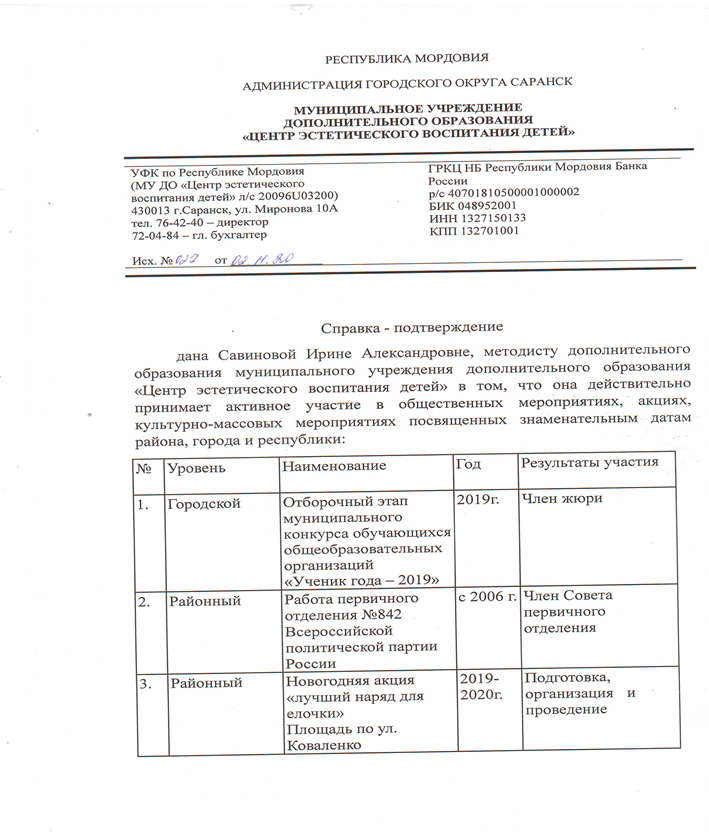 РЕСПУБЛИКА МОРДОВИЯ
АДМИНИСТРАЦИЯ ГОРОДСКОГО ОКРУГА САРАНСК
МУНИЦИПАЛЬНОЕ УЧРЕЖДЕНИЕ
ДОПОЛНИТЕЛЬНОГО ОБРАЗОВАНИЯ
«ЦЕНТР ЭСТЕТИЧЕСКОГО ВОСПИТАНИЯ ДЕТЕЙ»
УФК по Республике Мордовия
(МУ ДО «Центр эстетического
воспитания детей» л/с 20096U03200)
430013 г.Саранск, ул. Миронова 10А
тел. 76-42-40 – директор
72-04-84 – гл. бухгалтер
ГРКЦ НБ Республики Мордовия Банка
России
р/с 40701810500001000002
БИК 048952001
ИНН 1327150133
КПП 132701001
Исх. № от 02.11.20
Справка - подтверждение
дана Савиновой Ирине Александровне, методисту дополнительного
образования муниципального учреждения дополнительного образования
«Центр эстетического воспитания детей» в том, что она действительно
принимает активное участие в общественных мероприятиях, акциях,
культурно-массовых мероприятиях посвященных знаменательным датам
района, города и республики:
№ Уровень Наименование Год Результаты участия
1. Городской Отборочный этап 2019г. Член жюри
муниципального
конкурса обучающихся
общеобразовательных
организаций
«Ученик года – 2019»
2. Районный Работа первичного с 2006 г. Член Совета
отделения №842 первичного
Всероссийской отделения
политической партии
России
3. Районный Новогодняя акция 2019- Подготовка,
«лучший наряд для 2020г. организация и
елочки» проведение
Площадь по ул.
Коваленко